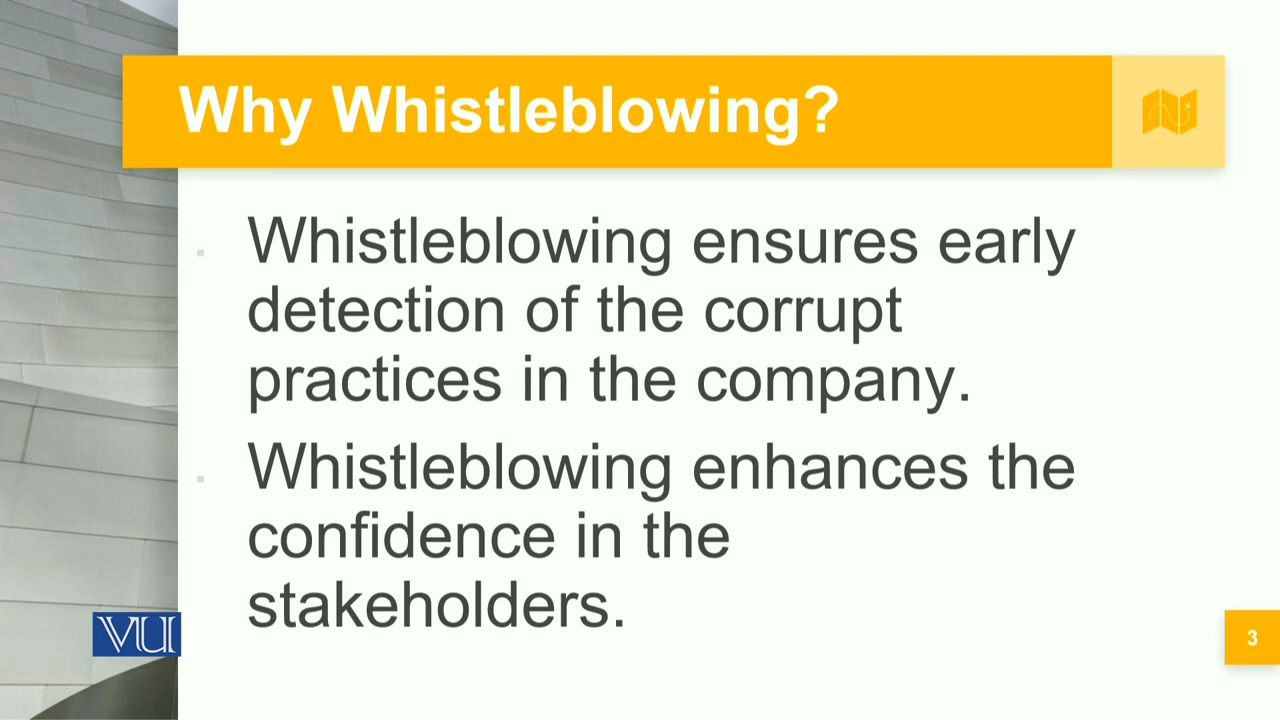 Why Whistleblowing?
Whistleblowing ensures early
detection of the corrupt
practices in the company.
Whistleblowing enhances the
confidence in the
stakeholders.
VU
3